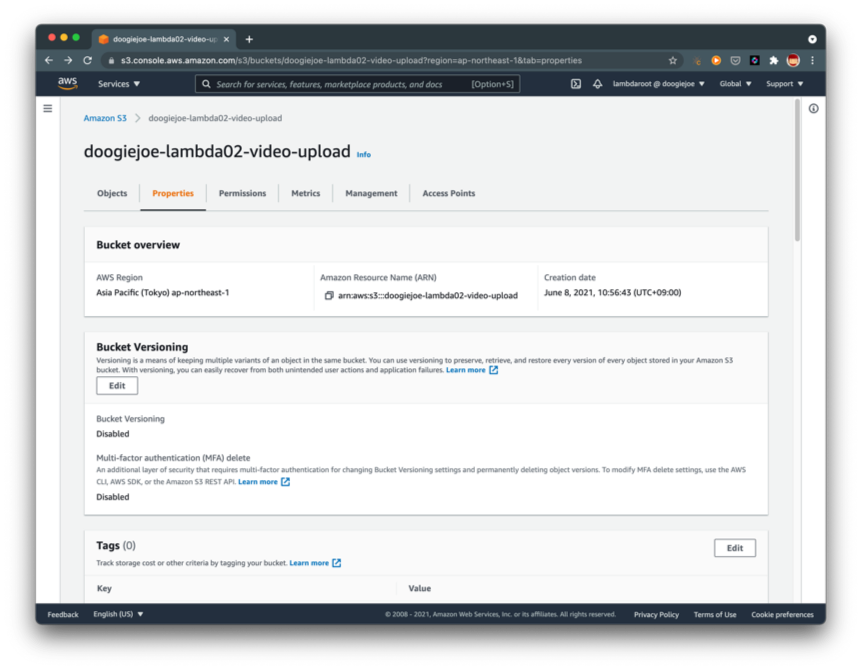 doogiejoe-lambda02-video-up
s3.console.aws.amazon.com/s3/buckets/doogiejoe-lambda02-video-upload?region=ap-northeast-1&tab=properties
aws Services ▼ Search for services, features, marketplace products, and docs [Option+S] lambdaroot @ doogiejoe ▼ Global ▼ Support ▼
Amazon S3 > doogiejoe-lambda02-video-upload
doogiejoe-lambda02-video-upload Info
Objects Properties Permissions Metrics Management Access Points
Bucket overview
AWS Region Amazon Resource Name (ARN) Creation date
Asia Pacific (Tokyo) ap-northeast-1 arn:aws:s3:::doogiejoe-lambda02-video-upload June 8, 2021, 10:56:43 (UTC+09:00)
Bucket Versioning
Versioning is a means of keeping multiple variants of an object in the same bucket. You can use versioning to preserve, retrieve, and restore every version of every object stored in your Amazon S3
bucket. With versioning, you can easily recover from both unintended user actions and application failures. Learn more
Edit
Bucket Versioning
Disabled
Multi-factor authentication (MFA) delete
An additional layer of security that requires multi-factor authentication for changing Bucket Versioning settings and permanently deleting object versions. To modify MFA delete settings, use the AWS
CLI, AWS SDK, or the Amazon S3 REST API. Learn more
Disabled
Tags (0) Edit
Track storage cost or other criteria by tagging your bucket. Learn more
Key Value
Feedback English (US) ▼ © 2008 - 2021, Amazon Web Services, Inc. or its affiliates. All rights reserved. Privacy Policy Terms of Use Cookie preferences